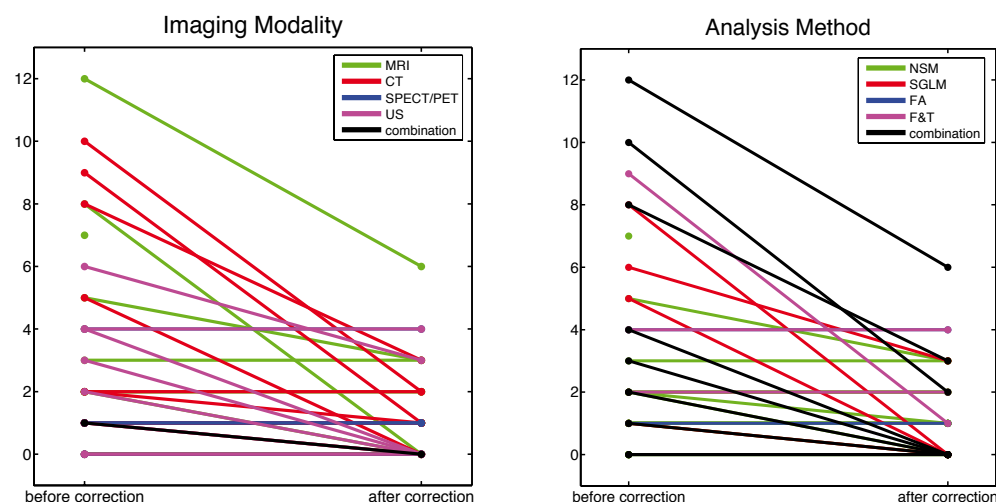 Imaging Modality
12
10
8
6
4
2
0
MRI
CT
SPECT/PET
US
combination
before correction
after correction
Analysis Method
12
10
8
6
4
2
0
NSM
SGLM
FA
F&T
combination
before correction
after correction